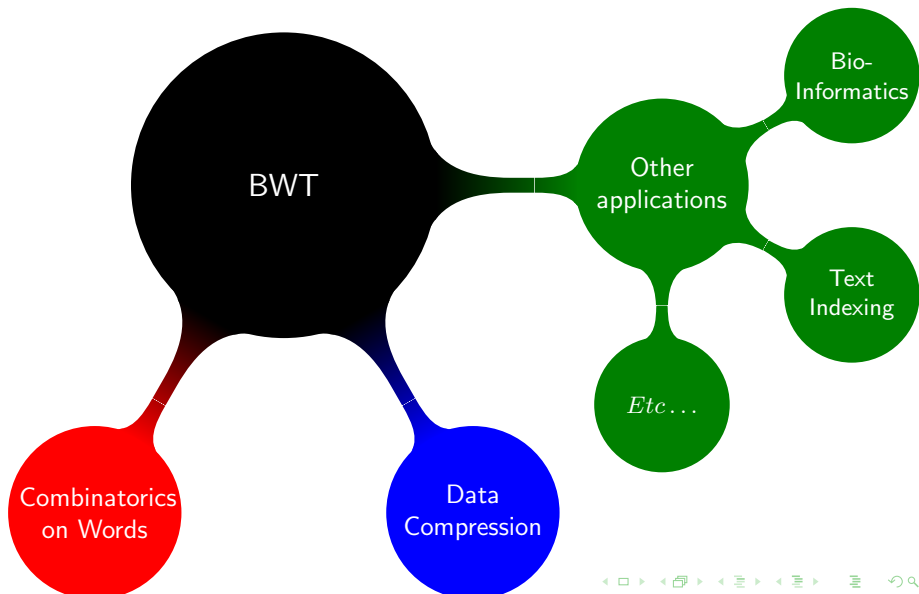 BWT
Other
applications
Bio-
Informatics
Text
Indexing
Etc...
Combinatorics
on Words
Data
Compression